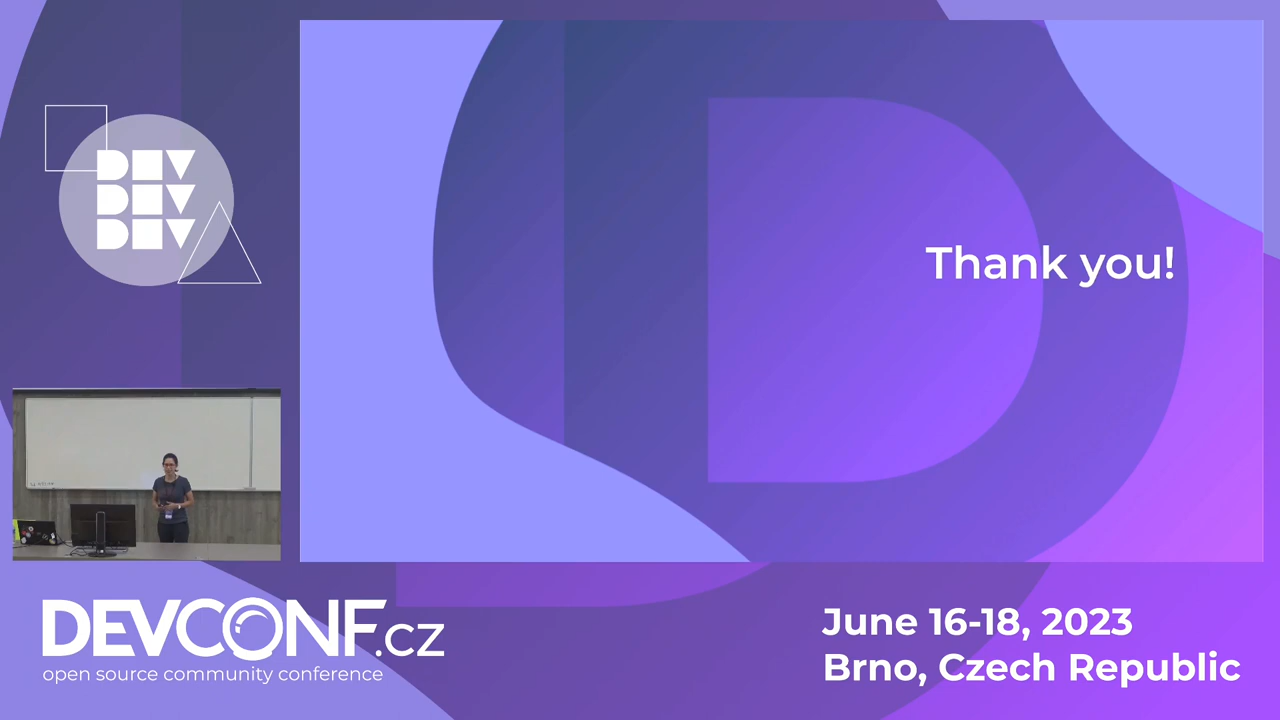 DEV
DEV
DEV
Thank you!
DEVCONF.cz
open source community conference
June 16-18, 2023
Brno, Czech Republic